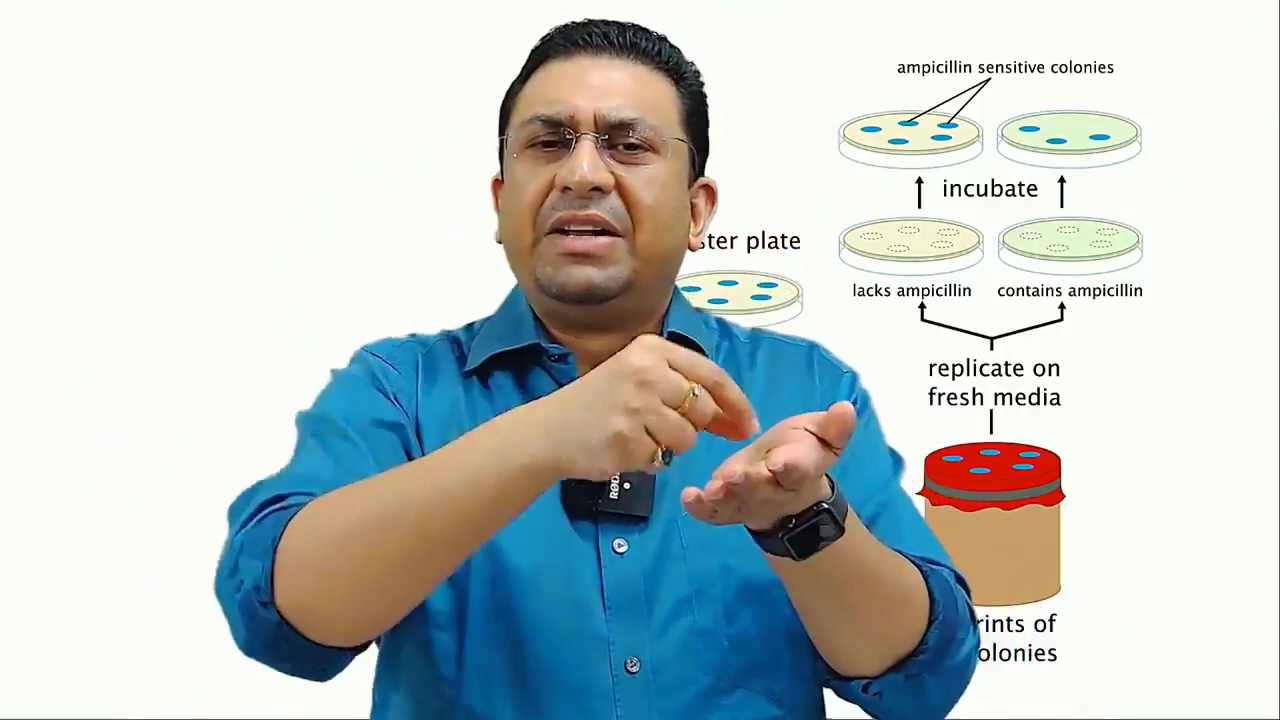 ampicillin sensitive colonies
incubate
ster plate
lacks ampicillin
contains ampicillin
replicate on
fresh media
rints of
olonies